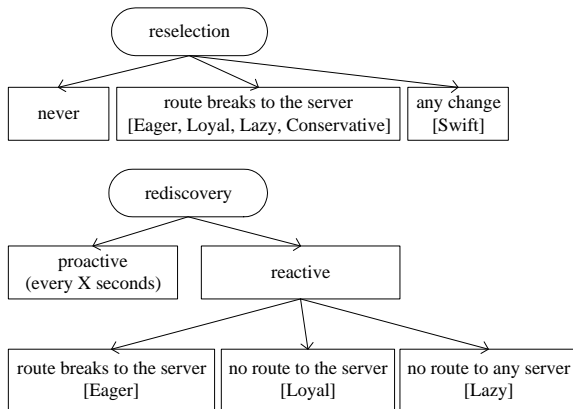 reselection
never
route breaks to the server
[Eager, Loyal, Lazy, Conservative]
any change
[Swift]
rediscovery
proactive
(every X seconds)
reactive
route breaks to the server
[Eager]
no route to the server
[Loyal]
no route to any server
[Lazy]